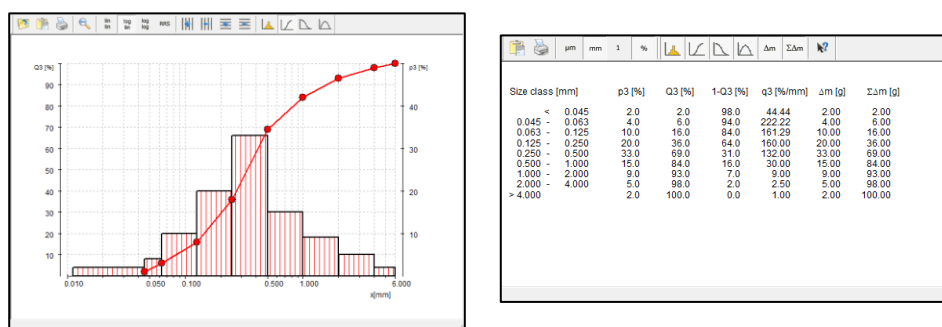 lin lin
log lin
log log
RRS
Q3 [%]
p3 [%]
90
80
70
60
50
40
30
20
10
40
30
20
10
0.010
0.050
0.100
0.500
1.000
6.000
x[mm]
µm mm 1 % Δm ΣΔm
Size class [mm] p3 [%] Q3 [%] 1-Q3 [%] q3 [%/mm] Δm [g] ΣΔm [g]
< 0.045 2.0 2.0 98.0 44.44 2.00 2.00
0.045 - 0.063 4.0 6.0 94.0 222.22 4.00 6.00
0.063 - 0.125 10.0 16.0 84.0 161.29 10.00 16.00
0.125 - 0.250 20.0 36.0 64.0 160.00 20.00 36.00
0.250 - 0.500 33.0 69.0 31.0 132.00 33.00 69.00
0.500 - 1.000 15.0 84.0 16.0 30.00 15.00 84.00
1.000 - 2.000 9.0 93.0 7.0 9.00 9.00 93.00
2.000 - 4.000 5.0 98.0 2.0 2.50 5.00 98.00
> 4.000 2.0 100.0 0.0 1.00 2.00 100.00